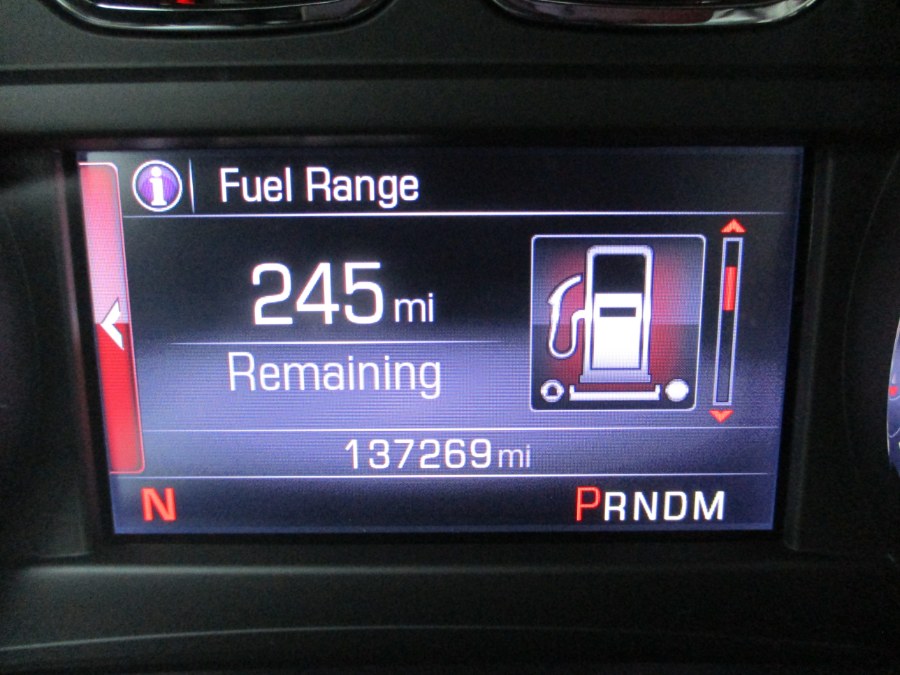 i Fuel Range
245 mi
Remaining
137269 mi
N PRNDM